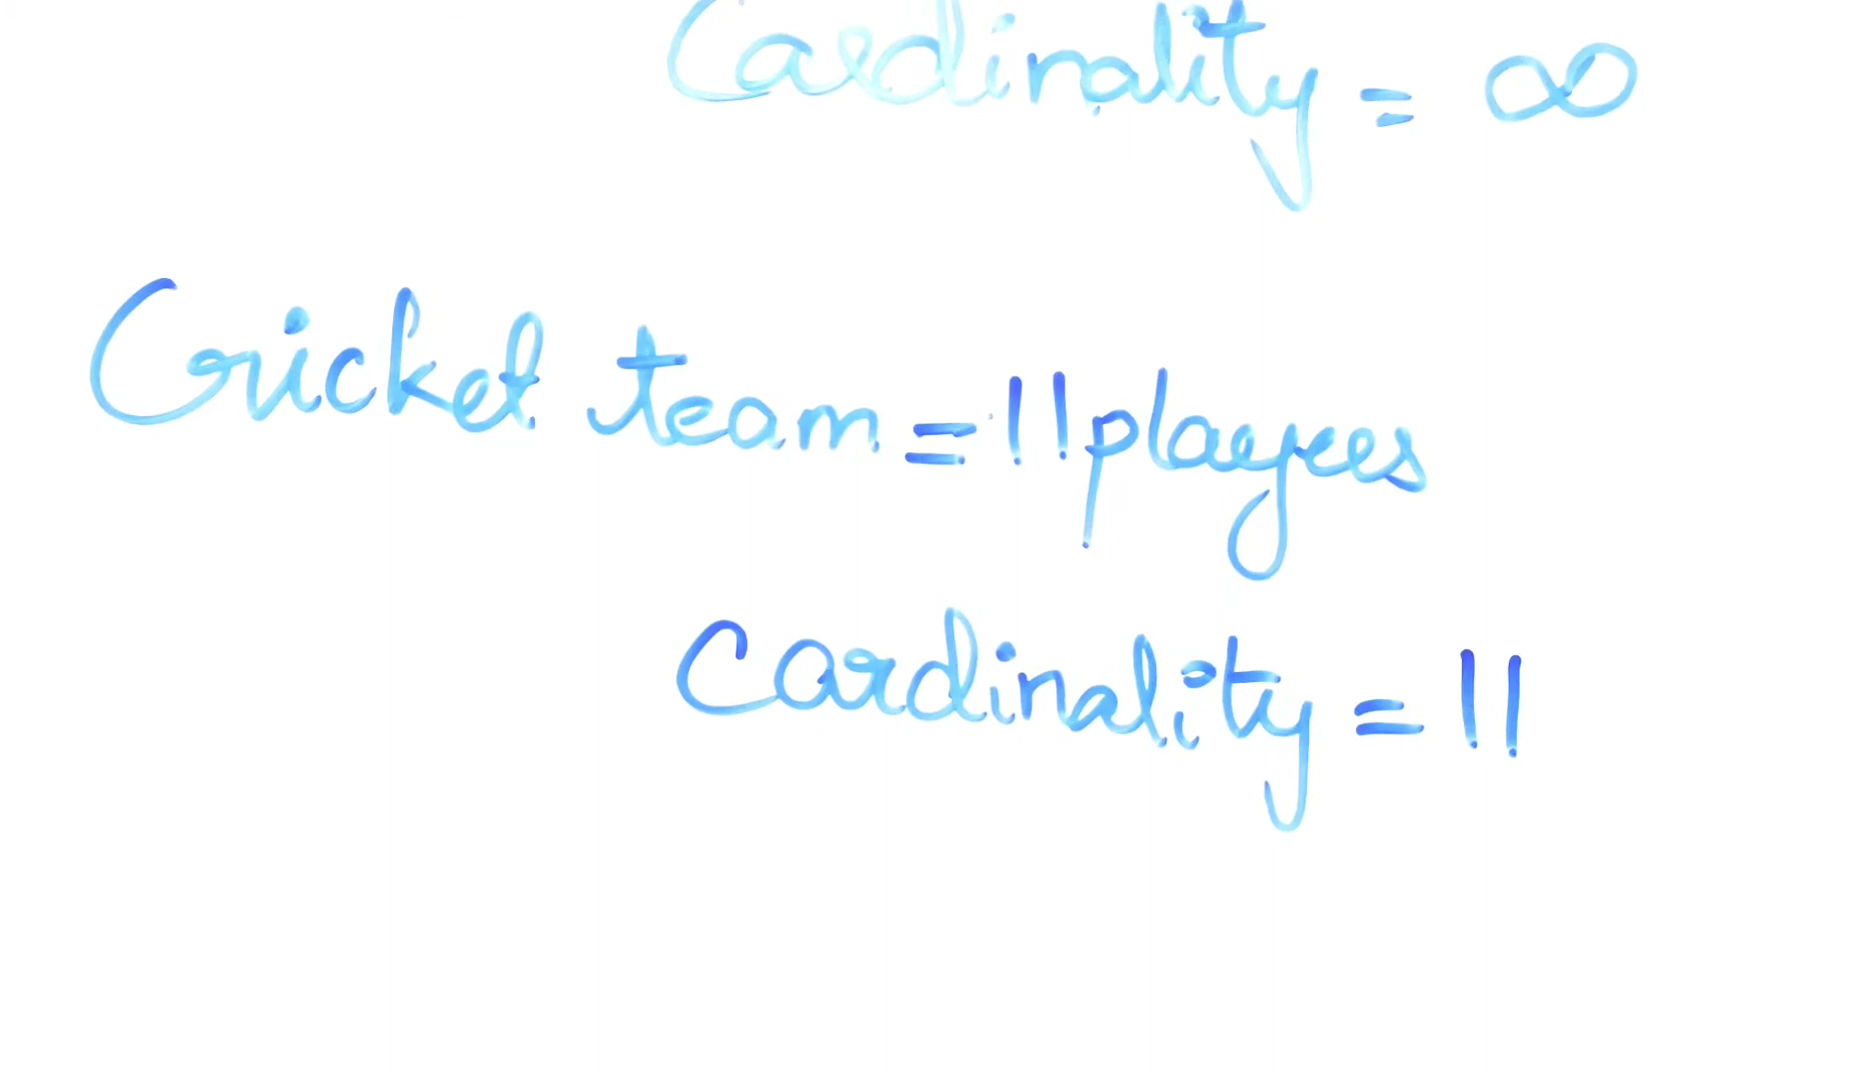 Cardinality = ∞
Cricket team = 11 players
Cardinality = 11